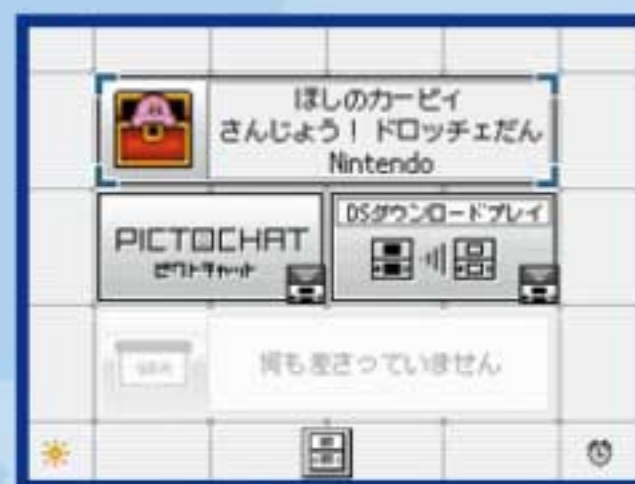 ほしのカービィ
さんじょう！ ドロッチェだん
Nintendo
PICTOCHAT
ピクトチャット
DSダウンロードプレイ
何も差さっていません